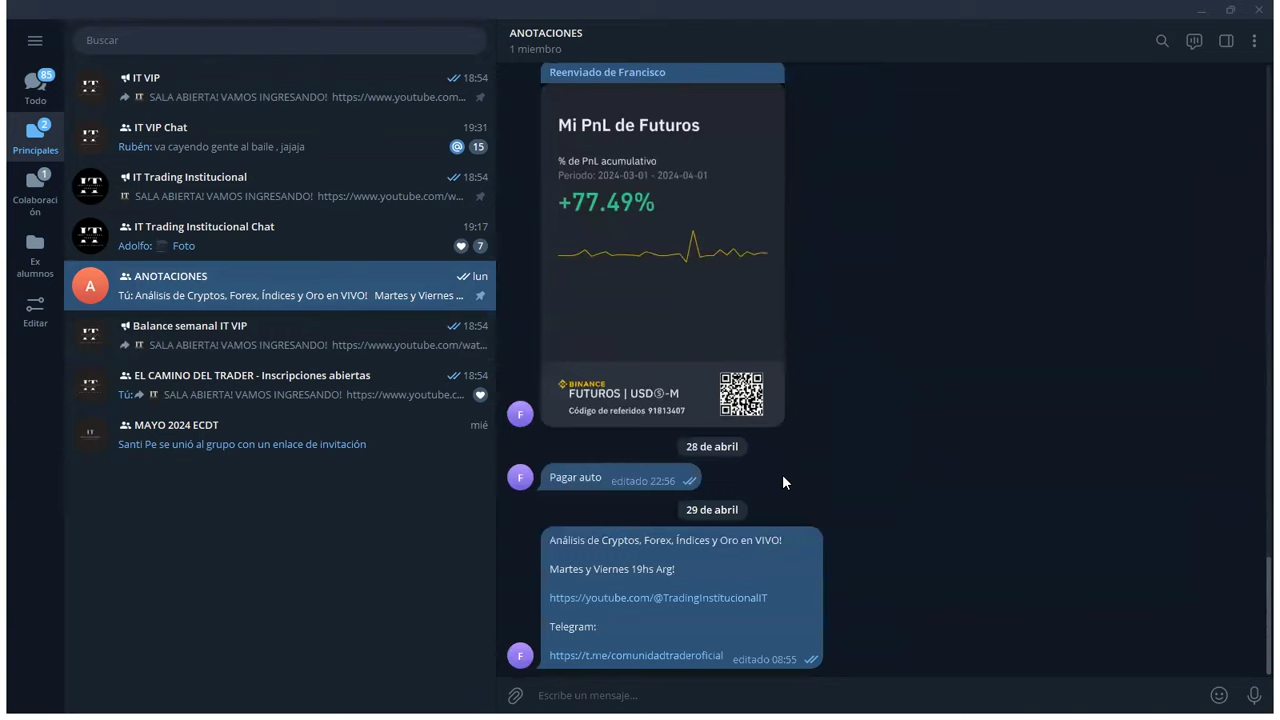 Buscar
85
Todo
2
Principales
1
Colaboraci
ón
Ex
alumnos
Editar
IT VIP
18:54
SALA ABIERTA! VAMOS INGRESANDO! https://www.youtube.com...
IT VIP Chat
19:31
Rubén: va cayendo gente al baile , jajaja
@ 15
IT Trading Institucional
18:54
SALA ABIERTA! VAMOS INGRESANDO! https://www.youtube.com/w...
IT Trading Institucional Chat
19:17
Adolfo: Foto
7
A
ANOTACIONES
lun
Tú: Análisis de Cryptos, Forex, Índices y Oro en VIVO! Martes y Viernes ...
Balance semanal IT VIP
18:54
SALA ABIERTA! VAMOS INGRESANDO! https://www.youtube.com/wat...
EL CAMINO DEL TRADER - Inscripciones abiertas
18:54
Tú: SALA ABIERTA! VAMOS INGRESANDO! https://www.youtube.c...
MAYO 2024 ECDT
mié
Santi Pe se unió al grupo con un enlace de invitación
ANOTACIONES
1 miembro
Reenviado de Francisco
Mi PnL de Futuros
% de PnL acumulativo
Periodo: 2024-03-01 - 2024-04-01
+77.49%
BINANCE
FUTUROS | USDⓈ-M
Código de referidos 91813407
F
28 de abril
F
Pagar auto
editado 22:56
29 de abril
Análisis de Cryptos, Forex, Índices y Oro en VIVO!
Martes y Viernes 19hs Arg!
https://youtube.com/@TradingInstitucionalIT
Telegram:
F
https://t.me/comunidadtraderoficial
editado 08:55
Escribe un mensaje...